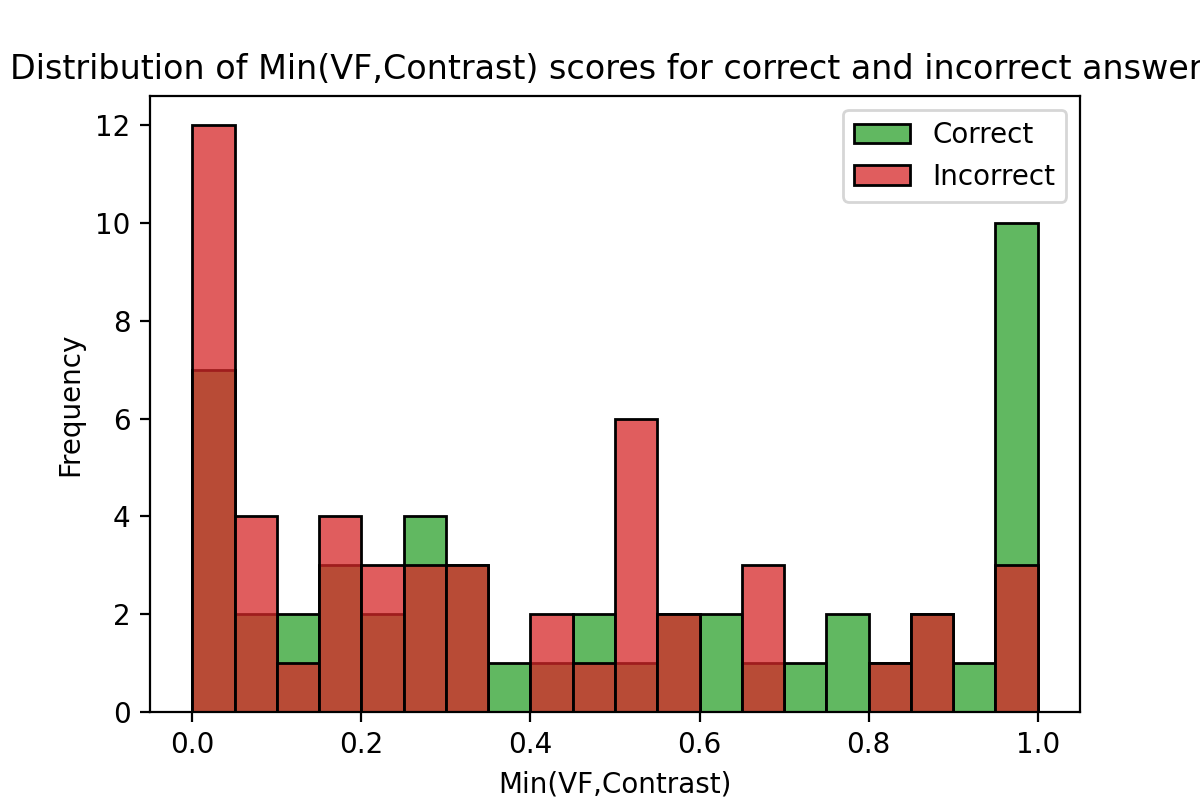 Distribution of Min(VF,Contrast) scores for correct and incorrect answer
Correct
Incorrect
12
10
8
6
4
2
0
Frequency
0.0 0.2 0.4 0.6 0.8 1.0
Min(VF,Contrast)